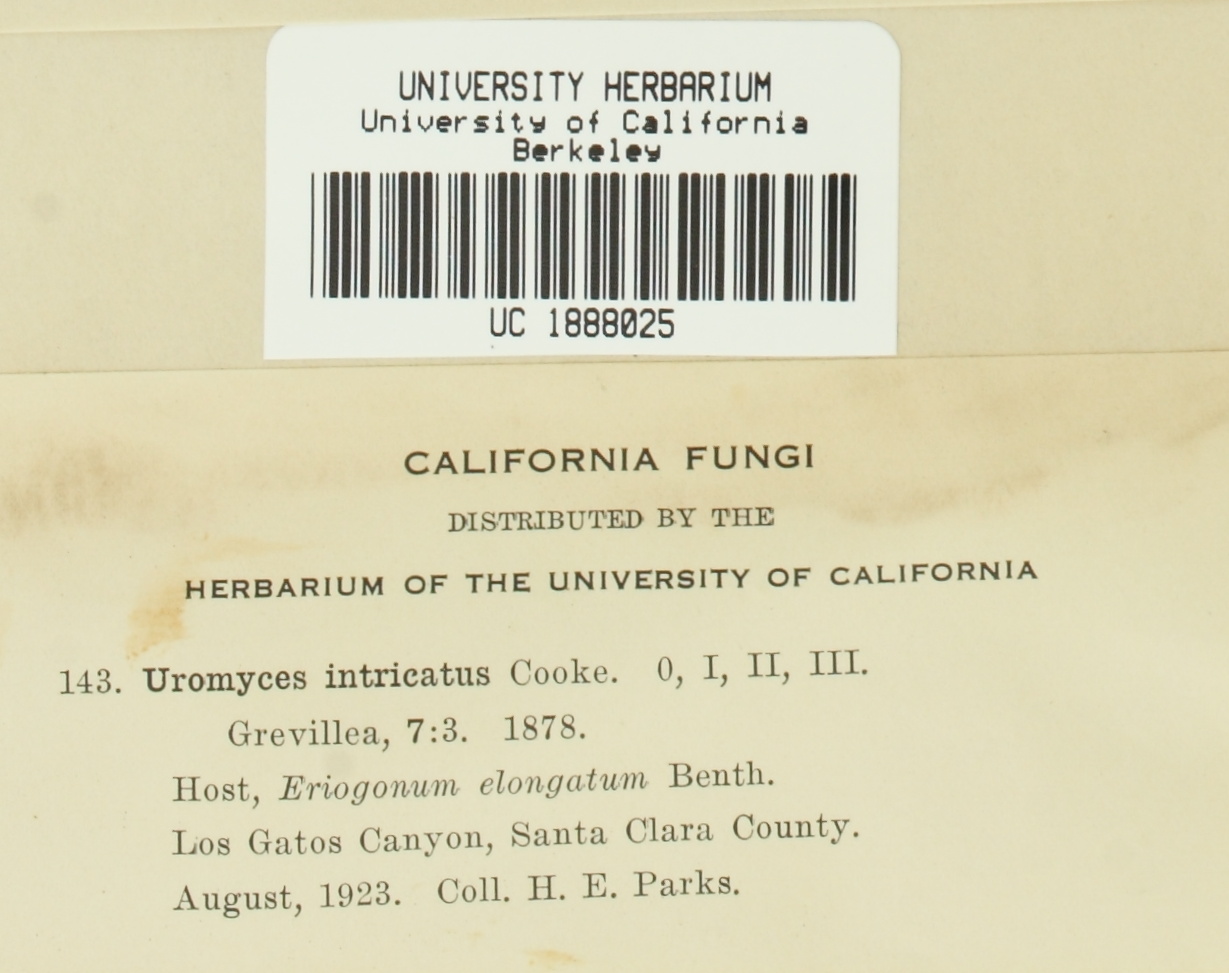 UNIVERSITY HERBARIUM
University of California
Berkeley
UC 1888025
CALIFORNIA FUNGI
DISTRIBUTED BY THE
HERBARIUM OF THE UNIVERSITY OF CALIFORNIA
143. Uromyces intricatus Cooke. 0, I, II, III.
Grevillea, 7:3. 1878.
Host, Eriogonum elongatum Benth.
Los Gatos Canyon, Santa Clara County.
August, 1923. Coll. H. E. Parks.